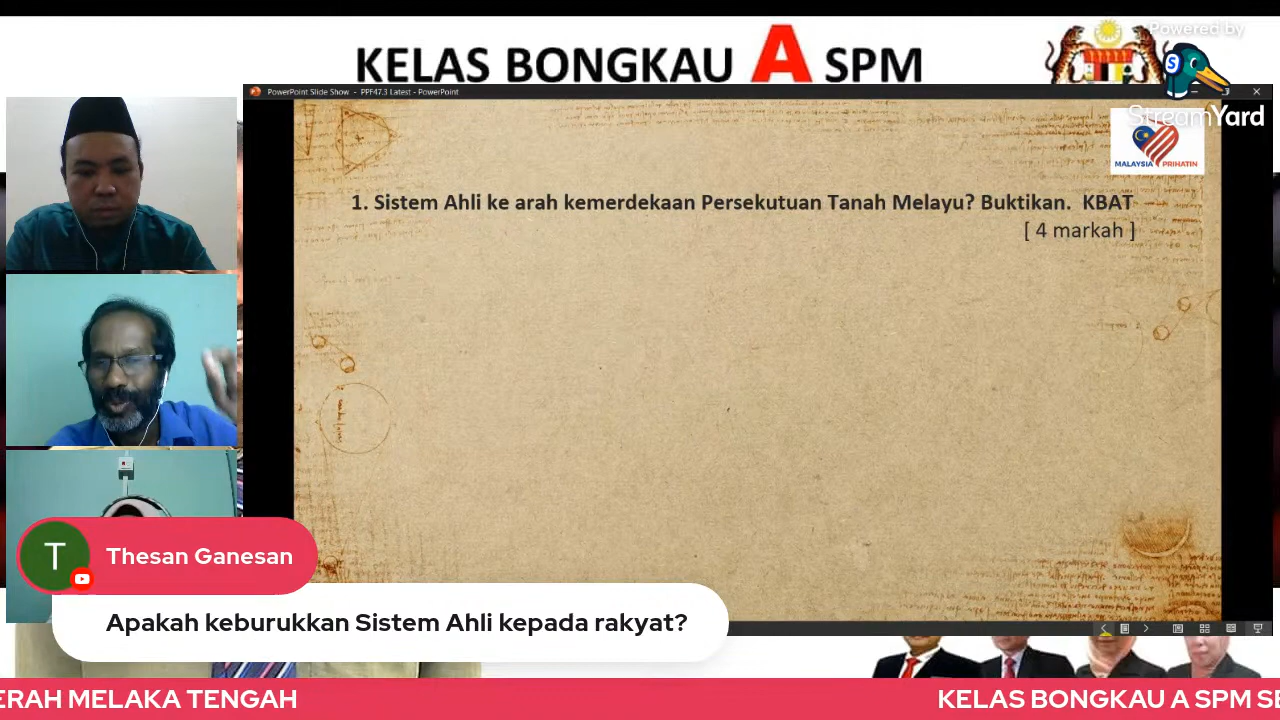 Powered by
KELAS BONGKAU A SPM
StreamYard
PowerPoint Slide Show - PPF47.3 Latest - PowerPoint
MALAYSIA PRIHATIN
1. Sistem Ahli ke arah kemerdekaan Persekutuan Tanah Melayu? Buktikan. KBAT
[ 4 markah ]
T
Thesan Ganesan
Apakah keburukkan Sistem Ahli kepada rakyat?
ERAH MELAKA TENGAH
KELAS BONGKAU A SPM SE